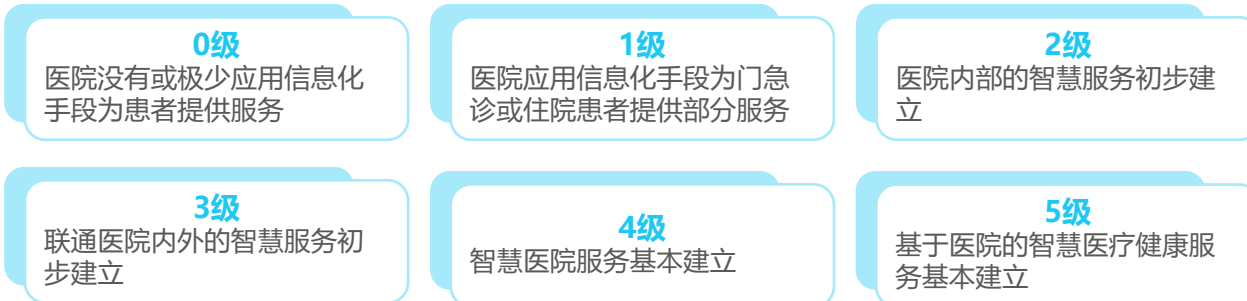 0级
医院没有或极少应用信息化
手段为患者提供服务
1级
医院应用信息化手段为门急
诊或住院患者提供部分服务
2级
医院内部的智慧服务初步建
立
3级
联通医院内外的智慧服务初
步建立
4级
智慧医院服务基本建立
5级
基于医院的智慧医疗健康服
务基本建立